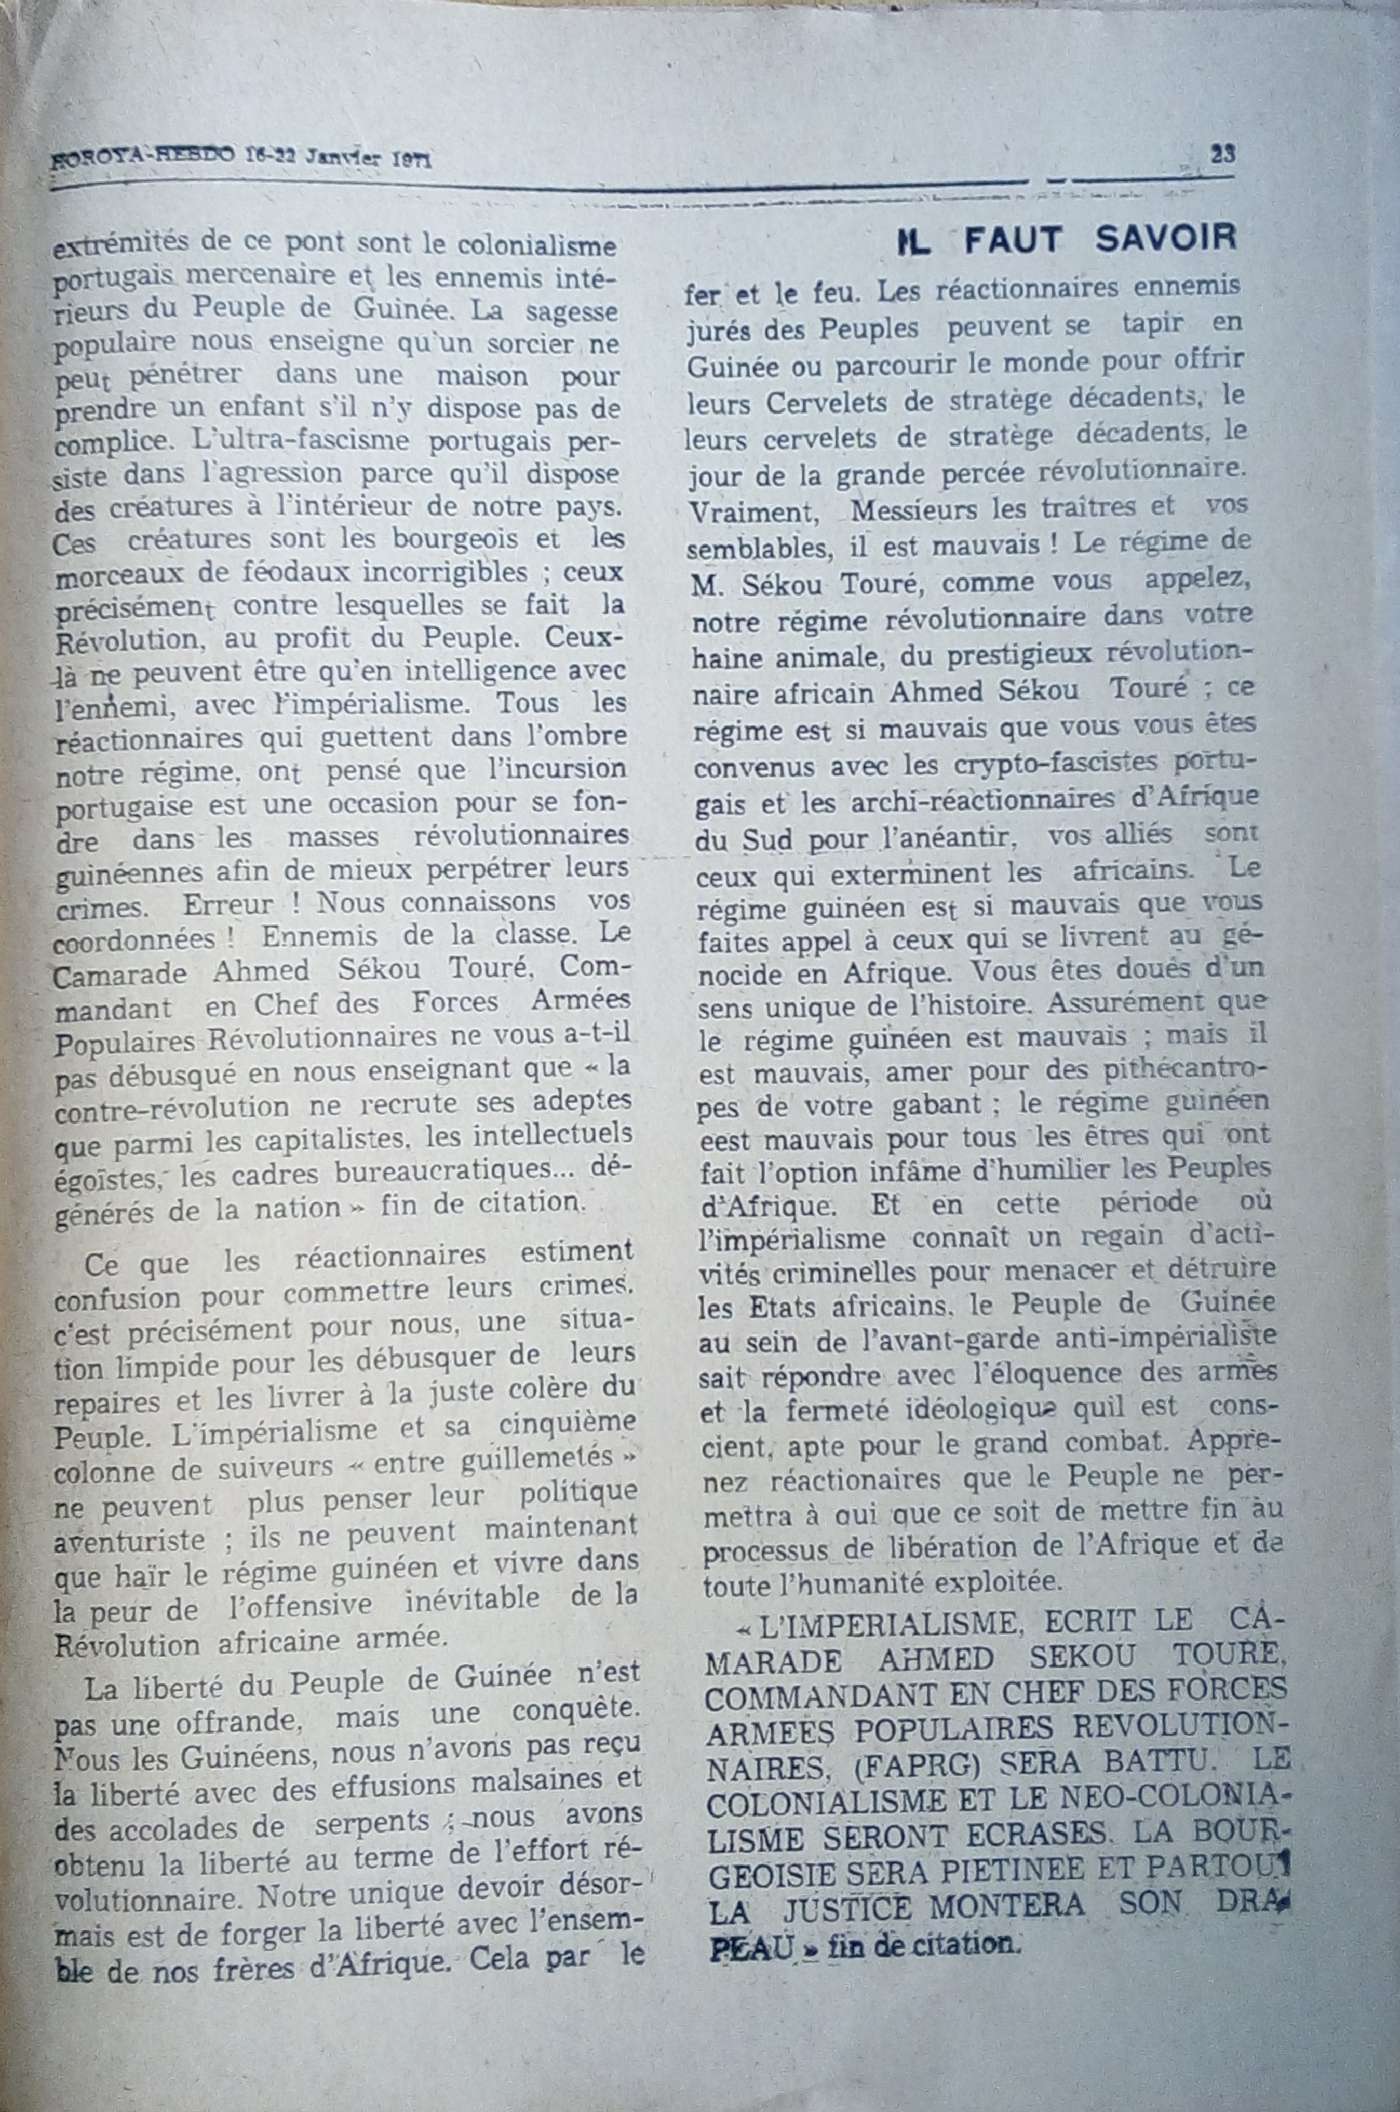 HOROYA-HEBDO 16-22 Janvier 1971
23
extrémités de ce pont sont le colonialisme
portugais mercenaire et les ennemis inté-
rieurs du Peuple de Guinée. La sagesse
populaire nous enseigne qu'un sorcier ne
peut pénétrer dans une maison pour
prendre un enfant s'il n'y dispose pas de
complice. L'ultra-fascisme portugais per-
siste dans l'agression parce qu'il dispose
des créatures à l'intérieur de notre pays.
Ces créatures sont les bourgeois et les
morceaux de féodaux incorrigibles ; ceux
précisément contre lesquelles se fait la
Révolution, au profit du Peuple. Ceux-
là ne peuvent être qu'en intelligence avec
l'ennemi, avec l'impérialisme. Tous les
réactionnaires qui guettent dans l'ombre
notre régime, ont pensé que l'incursion
portugaise est une occasion pour se fon-
dre dans les masses révolutionnaires
guinéennes afin de mieux perpétrer leurs
crimes. Erreur ! Nous connaissons vos
coordonnées ! Ennemis de la classe. Le
Camarade Ahmed Sékou Touré, Com-
mandant en Chef des Forces Armées
Populaires Révolutionnaires ne vous a-t-il
pas débusqué en nous enseignant que « la
contre-révolution ne recrute ses adeptes
que parmi les capitalistes, les intellectuels
égoïstes, les cadres bureaucratiques... dé-
générés de la nation » fin de citation.
Ce que les réactionnaires estiment
confusion pour commettre leurs crimes,
c'est précisément pour nous, une situa-
tion limpide pour les débusquer de leurs
repaires et les livrer à la juste colère du
Peuple. L'impérialisme et sa cinquième
colonne de suiveurs « entre guillemetés »
ne peuvent plus penser leur politique
aventuriste ; ils ne peuvent maintenant
que haïr le régime guinéen et vivre dans
la peur de l'offensive inévitable de la
Révolution africaine armée.
La liberté du Peuple de Guinée n'est
pas une offrande, mais une conquête.
Nous les Guinéens, nous n'avons pas reçu
la liberté avec des effusions malsaines et
des accolades de serpents ; nous avons
obtenu la liberté au terme de l'effort ré-
volutionnaire. Notre unique devoir désor-
mais est de forger la liberté avec l'ensem-
ble de nos frères d'Afrique. Cela par le
IL FAUT SAVOIR
fer et le feu. Les réactionnaires ennemis
jurés des Peuples peuvent se tapir en
Guinée ou parcourir le monde pour offrir
leurs Cervelets de stratège décadents, le
leurs cervelets de stratège décadents, le
jour de la grande percée révolutionnaire.
Vraiment, Messieurs les traîtres et vos
semblables, il est mauvais ! Le régime de
M. Sékou Touré, comme vous appelez,
notre régime révolutionnaire dans votre
haine animale, du prestigieux révolution-
naire africain Ahmed Sékou Touré ; ce
régime est si mauvais que vous vous êtes
convenus avec les crypto-fascistes portu-
gais et les archi-réactionnaires d'Afrique
du Sud pour l'anéantir, vos alliés sont
ceux qui exterminent les africains. Le
régime guinéen est si mauvais que vous
faites appel à ceux qui se livrent au gé-
nocide en Afrique. Vous êtes doués d'un
sens unique de l'histoire. Assurément que
le régime guinéen est mauvais ; mais il
est mauvais, amer pour des pithécantro-
pes de votre gabant ; le régime guinéen
eest mauvais pour tous les êtres qui ont
fait l'option infâme d'humilier les Peuples
d'Afrique. Et en cette période où
l'impérialisme connaît un regain d'acti-
vités criminelles pour menacer et détruire
les Etats africains, le Peuple de Guinée
au sein de l'avant-garde anti-impérialiste
sait répondre avec l'éloquence des armes
et la fermeté idéologique quil est cons-
cient, apte pour le grand combat. Appre-
nez réactionaires que le Peuple ne per-
mettra à qui que ce soit de mettre fin au
processus de libération de l'Afrique et de
toute l'humanité exploitée.
« L'IMPERIALISME, ECRIT LE CA-
MARADE AHMED SEKOU TOURE,
COMMANDANT EN CHEF DES FORCES
ARMEES POPULAIRES REVOLUTION-
NAIRES, (FAPRG) SERA BATTU. LE
COLONIALISME ET LE NEO-COLONIA-
LISME SERONT ECRASES. LA BOUR-
GEOISIE SERA PIETINEE ET PARTOUT
LA JUSTICE MONTERA SON DRA-
PEAU » fin de citation.